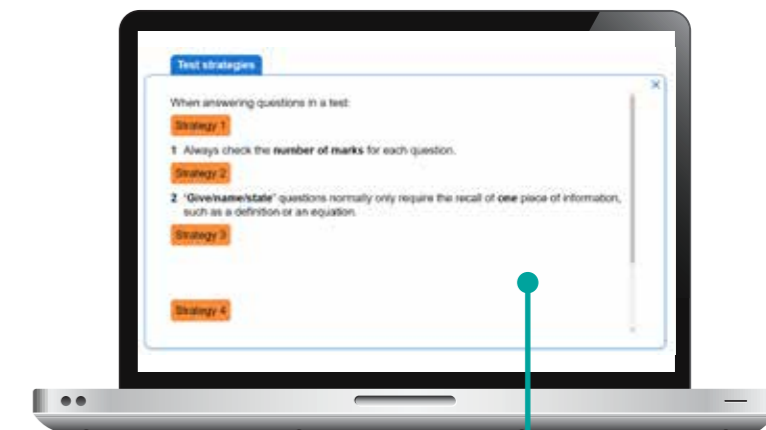 Test strategies
When answering questions in a test:
Strategy 1
1 Always check the number of marks for each question.
Strategy 2
2 "Give/name/state" questions normally only require the recall of one piece of information,
such as a definition or an equation.
Strategy 3
Strategy 4